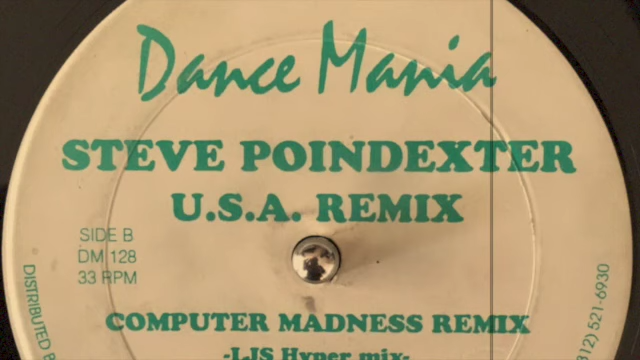 Dance Mania
STEVE POINDEXTER
U.S.A. REMIX
SIDE B
DM 128
33 RPM
COMPUTER MADNESS REMIX
-LJS Hyper mix-
DISTRIBUTED
312) 521-6930